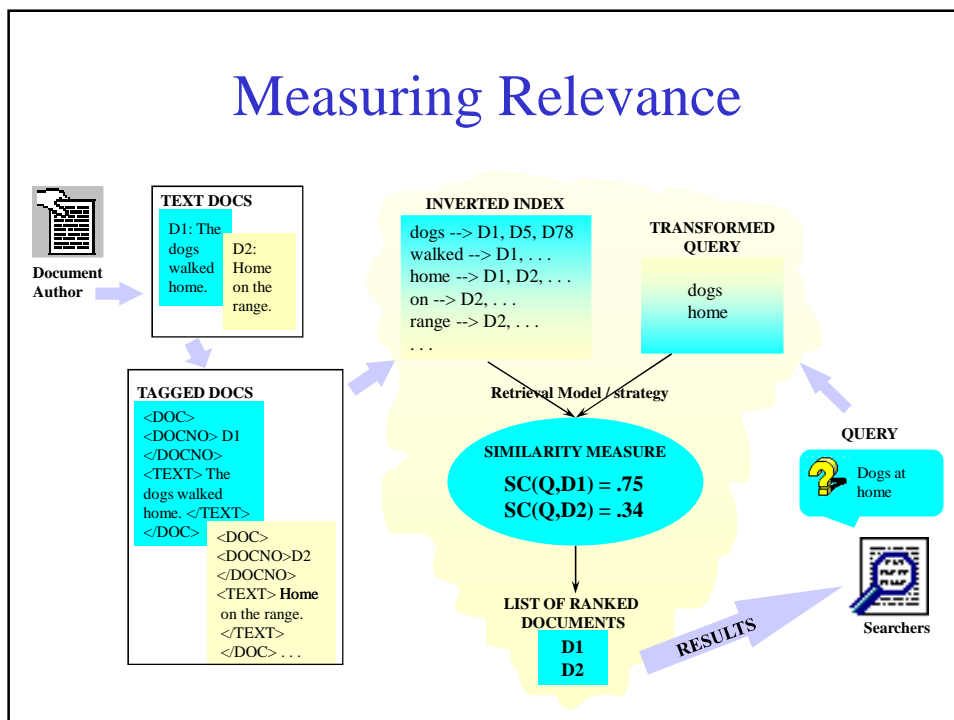 Measuring Relevance
Document
Author
TEXT DOCS
D1: The
dogs
walked
home.
D2:
Home
on the
range.
TAGGED DOCS
<DOC>
<DOCNO> D1
</DOCNO>
<TEXT> The
dogs walked
home. </TEXT>
</DOC>
<DOC>
<DOCNO>D2
</DOCNO>
<TEXT> Home
on the range.
</TEXT>
</DOC> . . .
INVERTED INDEX
dogs --> D1, D5, D78
walked --> D1, . . .
home --> D1, D2, . . .
on --> D2, . . .
range --> D2, . . .
. . .
TRANSFORMED
QUERY
dogs
home
Retrieval Model / strategy
SIMILARITY MEASURE
SC(Q,D1) = .75
SC(Q,D2) = .34
LIST OF RANKED
DOCUMENTS
D1
D2
RESULTS
QUERY
Dogs at
home
Searchers